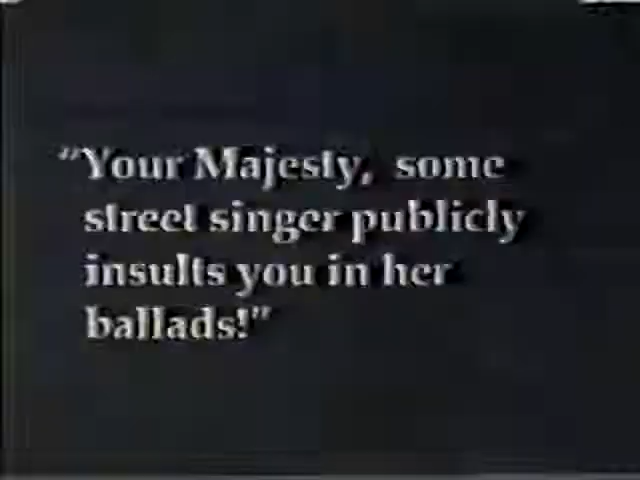 "Your Majesty, some
street singer publicly
insults you in her
ballads!"